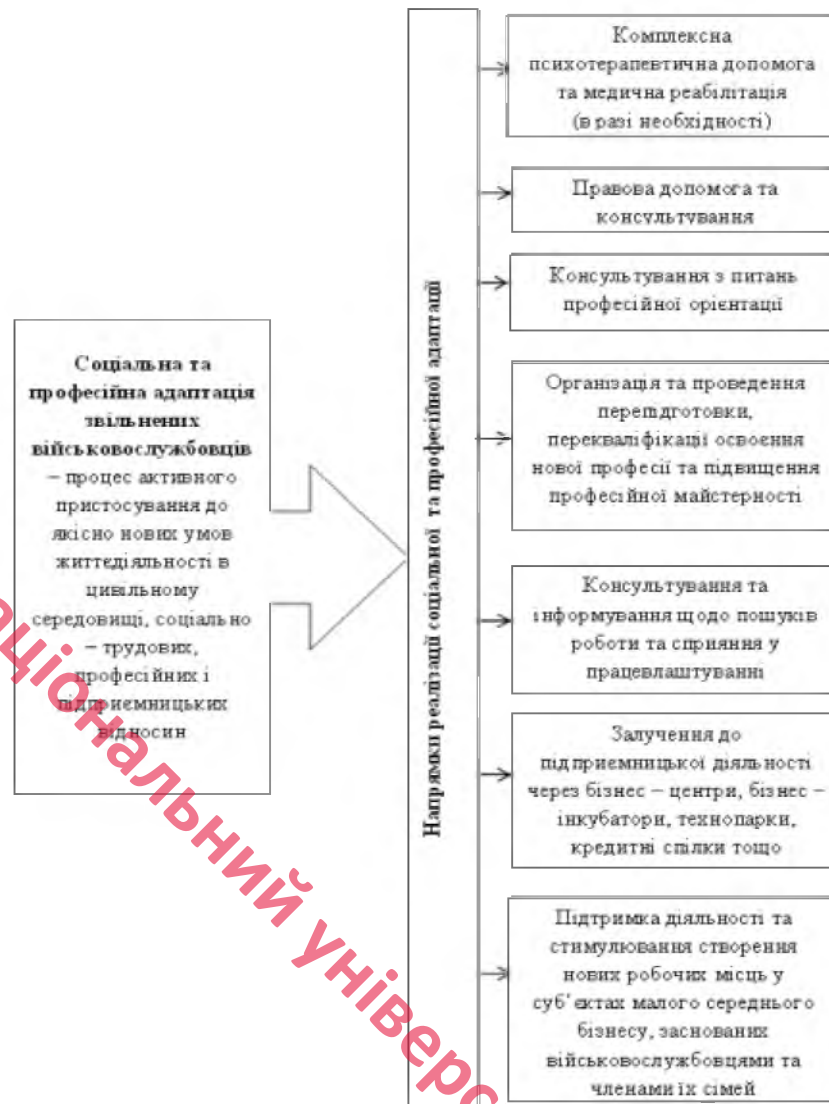 Соціальна та
професійна адаптація
звільнених
військовослужбовців
– процес активного
пристосування до
якісно нових умов
життєдіяльності в
цивільному
середовищі, соціально
– трудових,
професійних і
підприємницьких
відносин
Напрямки реалізації соціальної та професійної адаптації
Комплексна
психотерапевтична допомога
та медична реабілітація
(в разі необхідності)
Правова допомога та
консультування
Консультування з питань
професійної орієнтації
Організація та проведення
перепідготовки,
перекваліфікації освоєння
нової професії та підвищення
професійної майстерності
Консультування та
інформування щодо пошуків
роботи та сприяння у
працевлаштуванні
Залучення до
підприємницької діяльності
через бізнес – центри, бізнес –
інкубатори, технопарки,
кредитні спілки тощо
Підтримка діяльності та
стимулювання створення
нових робочих місць у
суб'єктах малого середнього
бізнесу, заснованих
військовослужбовцями та
членами їх сімей
аціональний універс